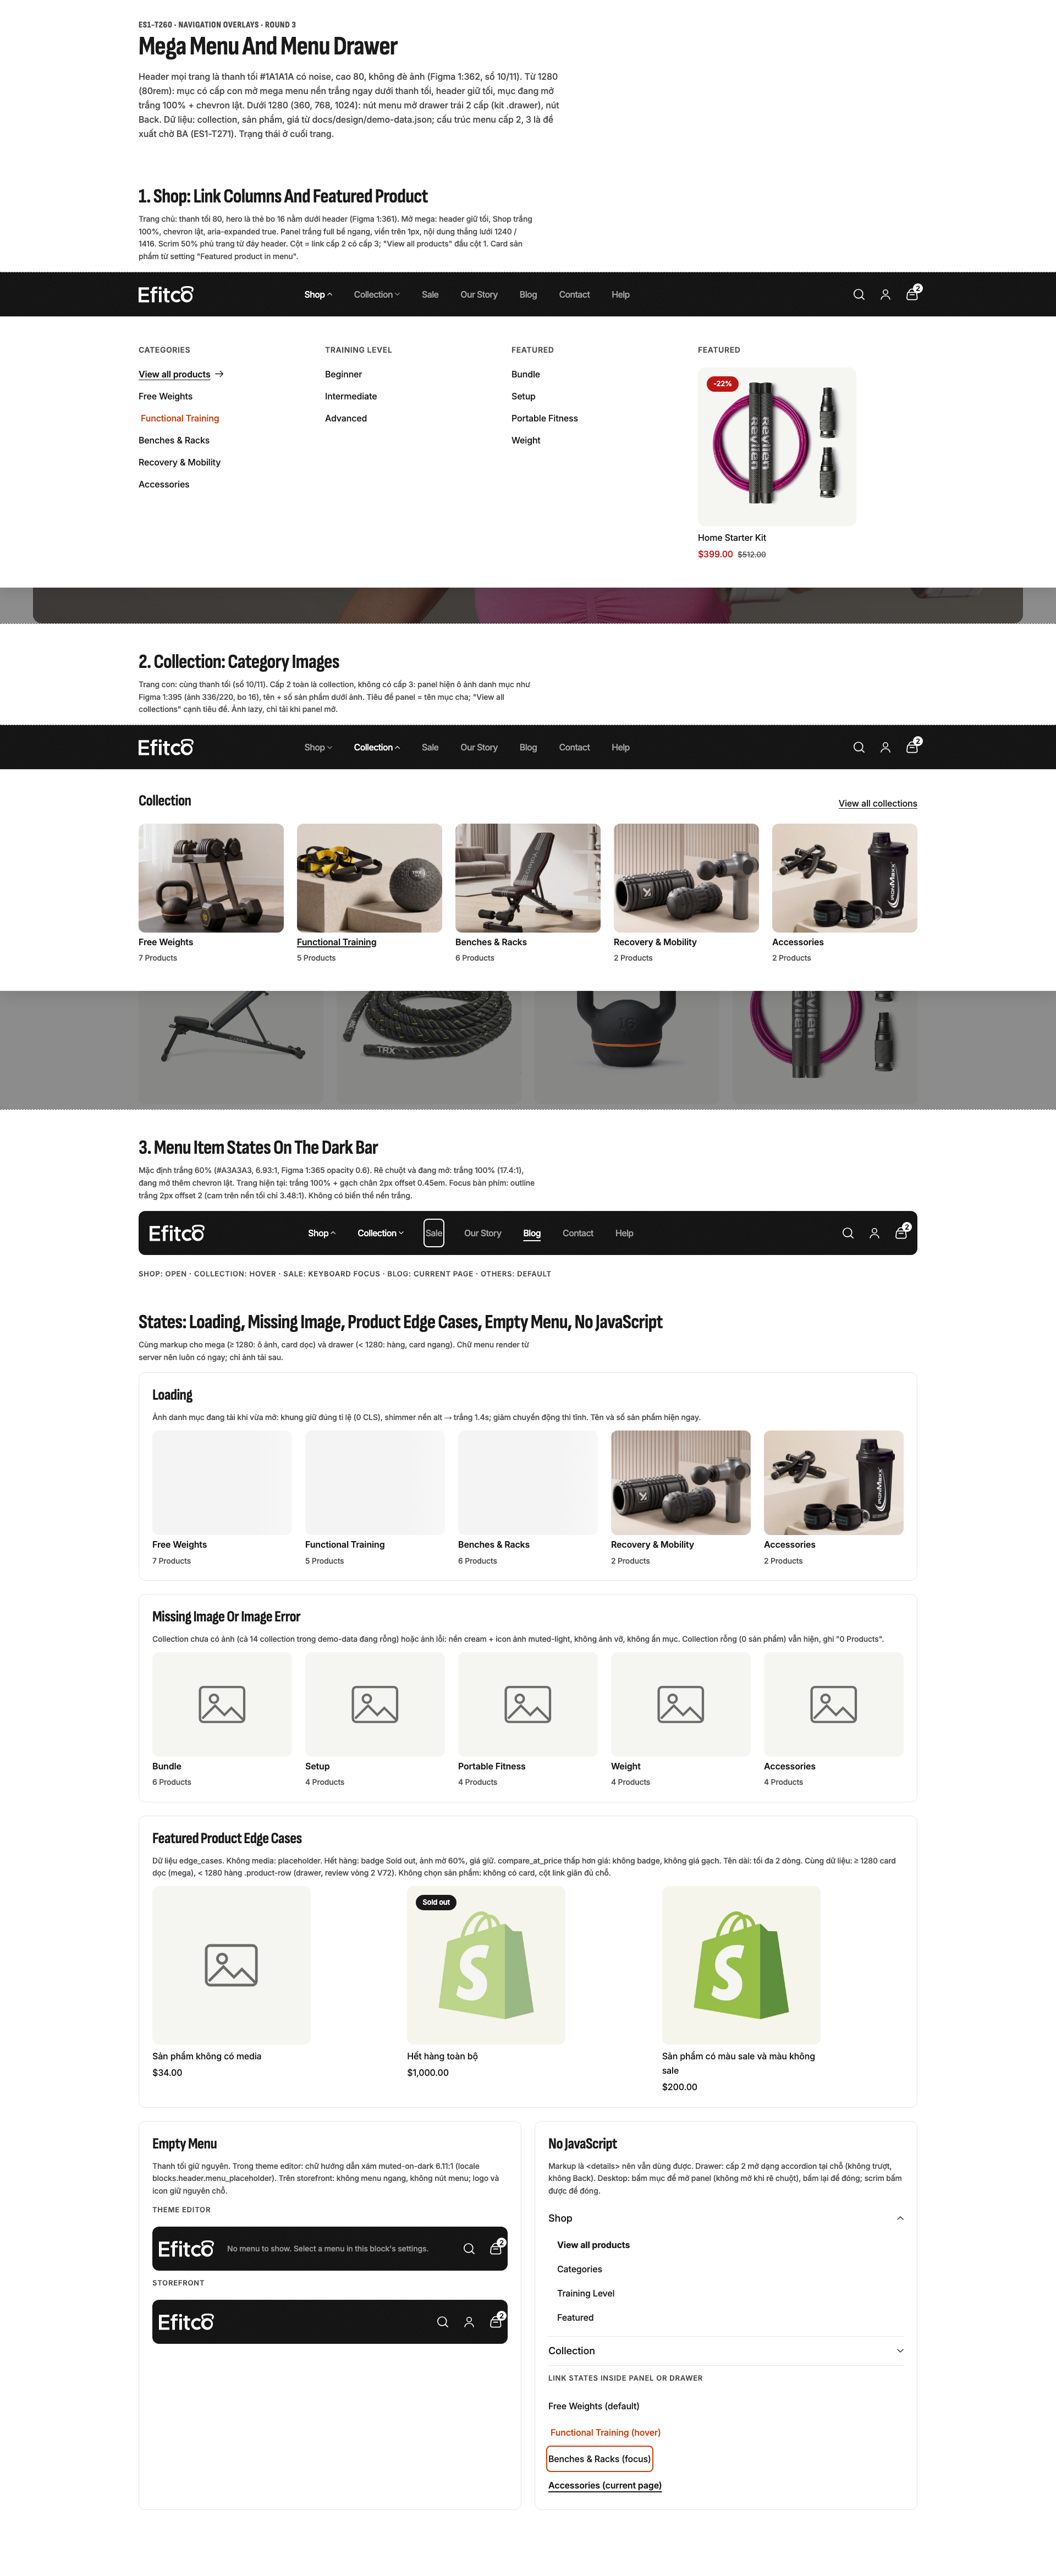 ES1-T260 · NAVIGATION OVERLAYS · ROUND 3
Mega Menu And Menu Drawer
Header mọi trang là thanh tối #1A1A1A có noise, cao 80, không đè ảnh (Figma 1:362, sổ 10/11). Từ 1280
(80rem): mục có cấp con mở mega menu nền trắng ngay dưới thanh tối, header giữ tối, mục đang mở
trắng 100% + chevron lật. Dưới 1280 (360, 768, 1024): nút menu mở drawer trái 2 cấp (kit .drawer), nút
Back. Dữ liệu: collection, sản phẩm, giá từ docs/design/demo-data.json; cấu trúc menu cấp 2, 3 là đề
xuất chờ BA (ES1-T271). Trạng thái ở cuối trang.
1. Shop: Link Columns And Featured Product
Trang chủ: thanh tối 80, hero là thẻ bo 16 nằm dưới header (Figma 1:361). Mở mega: header giữ tối, Shop trắng
100%, chevron lật, aria-expanded true. Panel trắng full bề ngang, viền trên 1px, nội dung thẳng lưới 1240 /
1416. Scrim 50% phủ trang từ đáy header. Cột = link cấp 2 có cấp 3; "View all products" đầu cột 1. Card sản
phẩm từ setting "Featured product in menu".
Efitco
Shop
Collection
Sale
Our Story
Blog
Contact
Help
2
CATEGORIES
View all products
Free Weights
Functional Training
Benches & Racks
Recovery & Mobility
Accessories
TRAINING LEVEL
Beginner
Intermediate
Advanced
FEATURED
Bundle
Setup
Portable Fitness
Weight
FEATURED
-22%
Revlien
Revlien
Home Starter Kit
$399.00 $512.00
2. Collection: Category Images
Trang con: cùng thanh tối (sổ 10/11). Cấp 2 toàn là collection, không có cấp 3: panel hiện ô ảnh danh mục như
Figma 1:395 (ảnh 336/220, bo 16), tên + số sản phẩm dưới ảnh. Tiêu đề panel = tên mục cha; "View all
collections" cạnh tiêu đề. Ảnh lazy, chỉ tải khi panel mở.
Efitco
Shop
Collection
Sale
Our Story
Blog
Contact
Help
2
Collection
View all collections
TRX
IRONMAXX
Free Weights
7 Products
Functional Training
5 Products
Benches & Racks
6 Products
Recovery & Mobility
2 Products
Accessories
2 Products
TRX
16
3. Menu Item States On The Dark Bar
Mặc định trắng 60% (#A3A3A3, 6.93:1, Figma 1:365 opacity 0.6). Rê chuột và đang mở: trắng 100% (17.4:1),
đang mở thêm chevron lật. Trang hiện tại: trắng 100% + gạch chân 2px offset 0.45em. Focus bàn phím: outline
trắng 2px offset 2 (cam trên nền tối chỉ 3.48:1). Không có biến thể nền trắng.
Efitco
Shop
Collection
Sale
Our Story
Blog
Contact
Help
2
SHOP: OPEN · COLLECTION: HOVER · SALE: KEYBOARD FOCUS · BLOG: CURRENT PAGE · OTHERS: DEFAULT
States: Loading, Missing Image, Product Edge Cases, Empty Menu, No JavaScript
Cùng markup cho mega (≥ 1280: ô ảnh, card dọc) và drawer (< 1280: hàng, card ngang). Chữ menu render từ
server nên luôn có ngay; chỉ ảnh tải sau.
Loading
Ảnh danh mục đang tải khi vừa mở: khung giữ đúng tỉ lệ (0 CLS), shimmer nền alt → trắng 1.4s; giảm chuyển động thì tĩnh. Tên và số sản phẩm hiện ngay.
IRONMAXX
Free Weights
7 Products
Functional Training
5 Products
Benches & Racks
6 Products
Recovery & Mobility
2 Products
Accessories
2 Products
Missing Image Or Image Error
Collection chưa có ảnh (cả 14 collection trong demo-data đang rỗng) hoặc ảnh lỗi: nền cream + icon ảnh muted-light, không ảnh vỡ, không ẩn mục. Collection rỗng (0 sản phẩm) vẫn hiện, ghi "0 Products".
Bundle
6 Products
Setup
4 Products
Portable Fitness
4 Products
Weight
4 Products
Accessories
4 Products
Featured Product Edge Cases
Dữ liệu edge_cases. Không media: placeholder. Hết hàng: badge Sold out, ảnh mờ 60%, giá giữ. compare_at_price thấp hơn giá: không badge, không giá gạch. Tên dài: tối đa 2 dòng. Cùng dữ liệu: ≥ 1280 card
dọc (mega), < 1280 hàng .product-row (drawer, review vòng 2 V72). Không chọn sản phẩm: không có card, cột link giãn đủ chỗ.
Sold out
Sản phẩm không có media
$34.00
Hết hàng toàn bộ
$1,000.00
Sản phẩm có màu sale và màu không
sale
$200.00
Empty Menu
Thanh tối giữ nguyên. Trong theme editor: chữ hướng dẫn xám muted-on-dark 6.11:1 (locale
blocks.header.menu_placeholder). Trên storefront: không menu ngang, không nút menu; logo và
icon giữ nguyên chỗ.
THEME EDITOR
Efitco
No menu to show. Select a menu in this block's settings.
2
STOREFRONT
Efitco
2
No JavaScript
Markup là <details> nên vẫn dùng được. Drawer: cấp 2 mở dạng accordion tại chỗ (không trượt,
không Back). Desktop: bấm mục để mở panel (không mở khi rê chuột), bấm lại để đóng; scrim bấm
được để đóng.
Shop
View all products
Categories
Training Level
Featured
Collection
LINK STATES INSIDE PANEL OR DRAWER
Free Weights (default)
Functional Training (hover)
Benches & Racks (focus)
Accessories (current page)